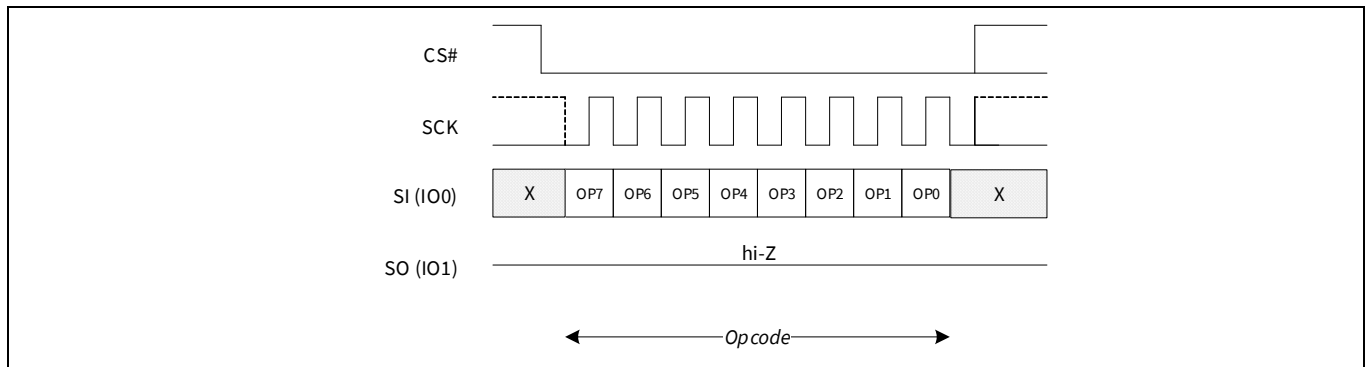 CS#
SCK
SI (IO0) X OP7 OP6 OP5 OP4 OP3 OP2 OP1 OP0 X
hi-Z
SO (IO1)
Opcode